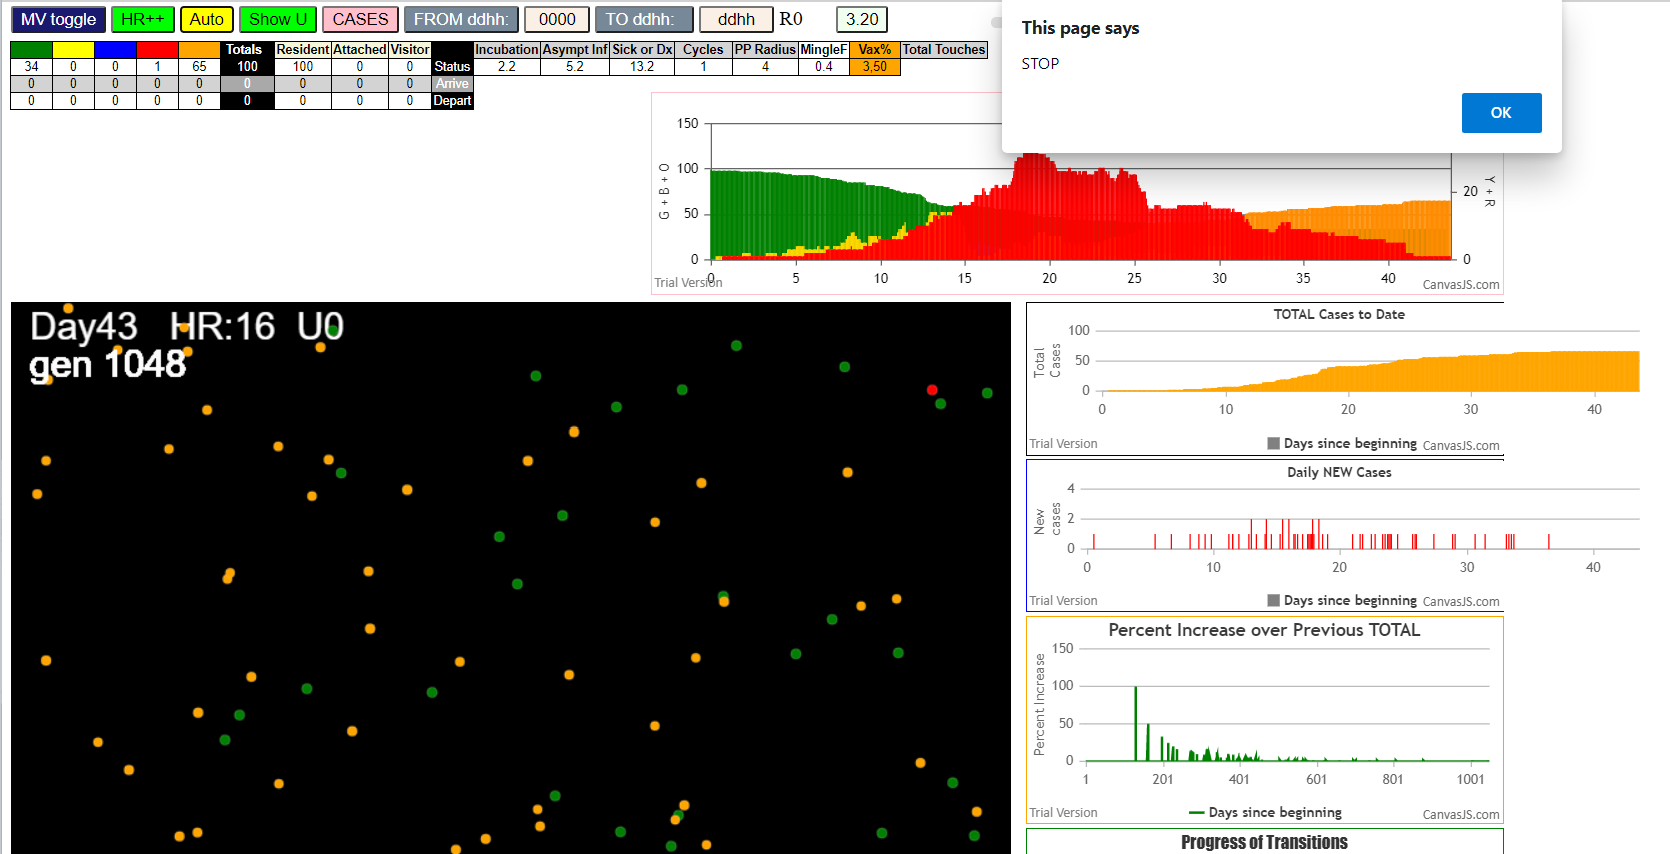 MV toggle HR++ Auto Show U CASES FROM ddhh: 0000 TO ddhh: ddhh R0 3.20
This page says
STOP
OK
Totals Resident Attached Visitor Incubation Asympt Inf Sick or Dx Cycles PP Radius MingleF Vax% Total Touches
34 0 0 1 65 100 100 0 0 Status 2.2 5.2 13.2 1 4 0.4 3,50
0 0 0 0 0 0 0 0 0 Arrive
0 0 0 0 0 0 0 0 0 Depart
150
100
50
0
G + B + O
20
0
Y + R
0 5 10 15 20 25 30 35 40
Trial Version CanvasJS.com
Day43 HR:16 U0
gen 1048
TOTAL Cases to Date
100
50
0
Total
Cases
0 10 20 30 40
Trial Version Days since beginning CanvasJS.com
Daily NEW Cases
4
2
0
New
cases
0 10 20 30 40
Trial Version Days since beginning CanvasJS.com
Percent Increase over Previous TOTAL
150
100
50
0
Percent Increase
1 201 401 601 801 1001
Trial Version Days since beginning CanvasJS.com
Progress of Transitions